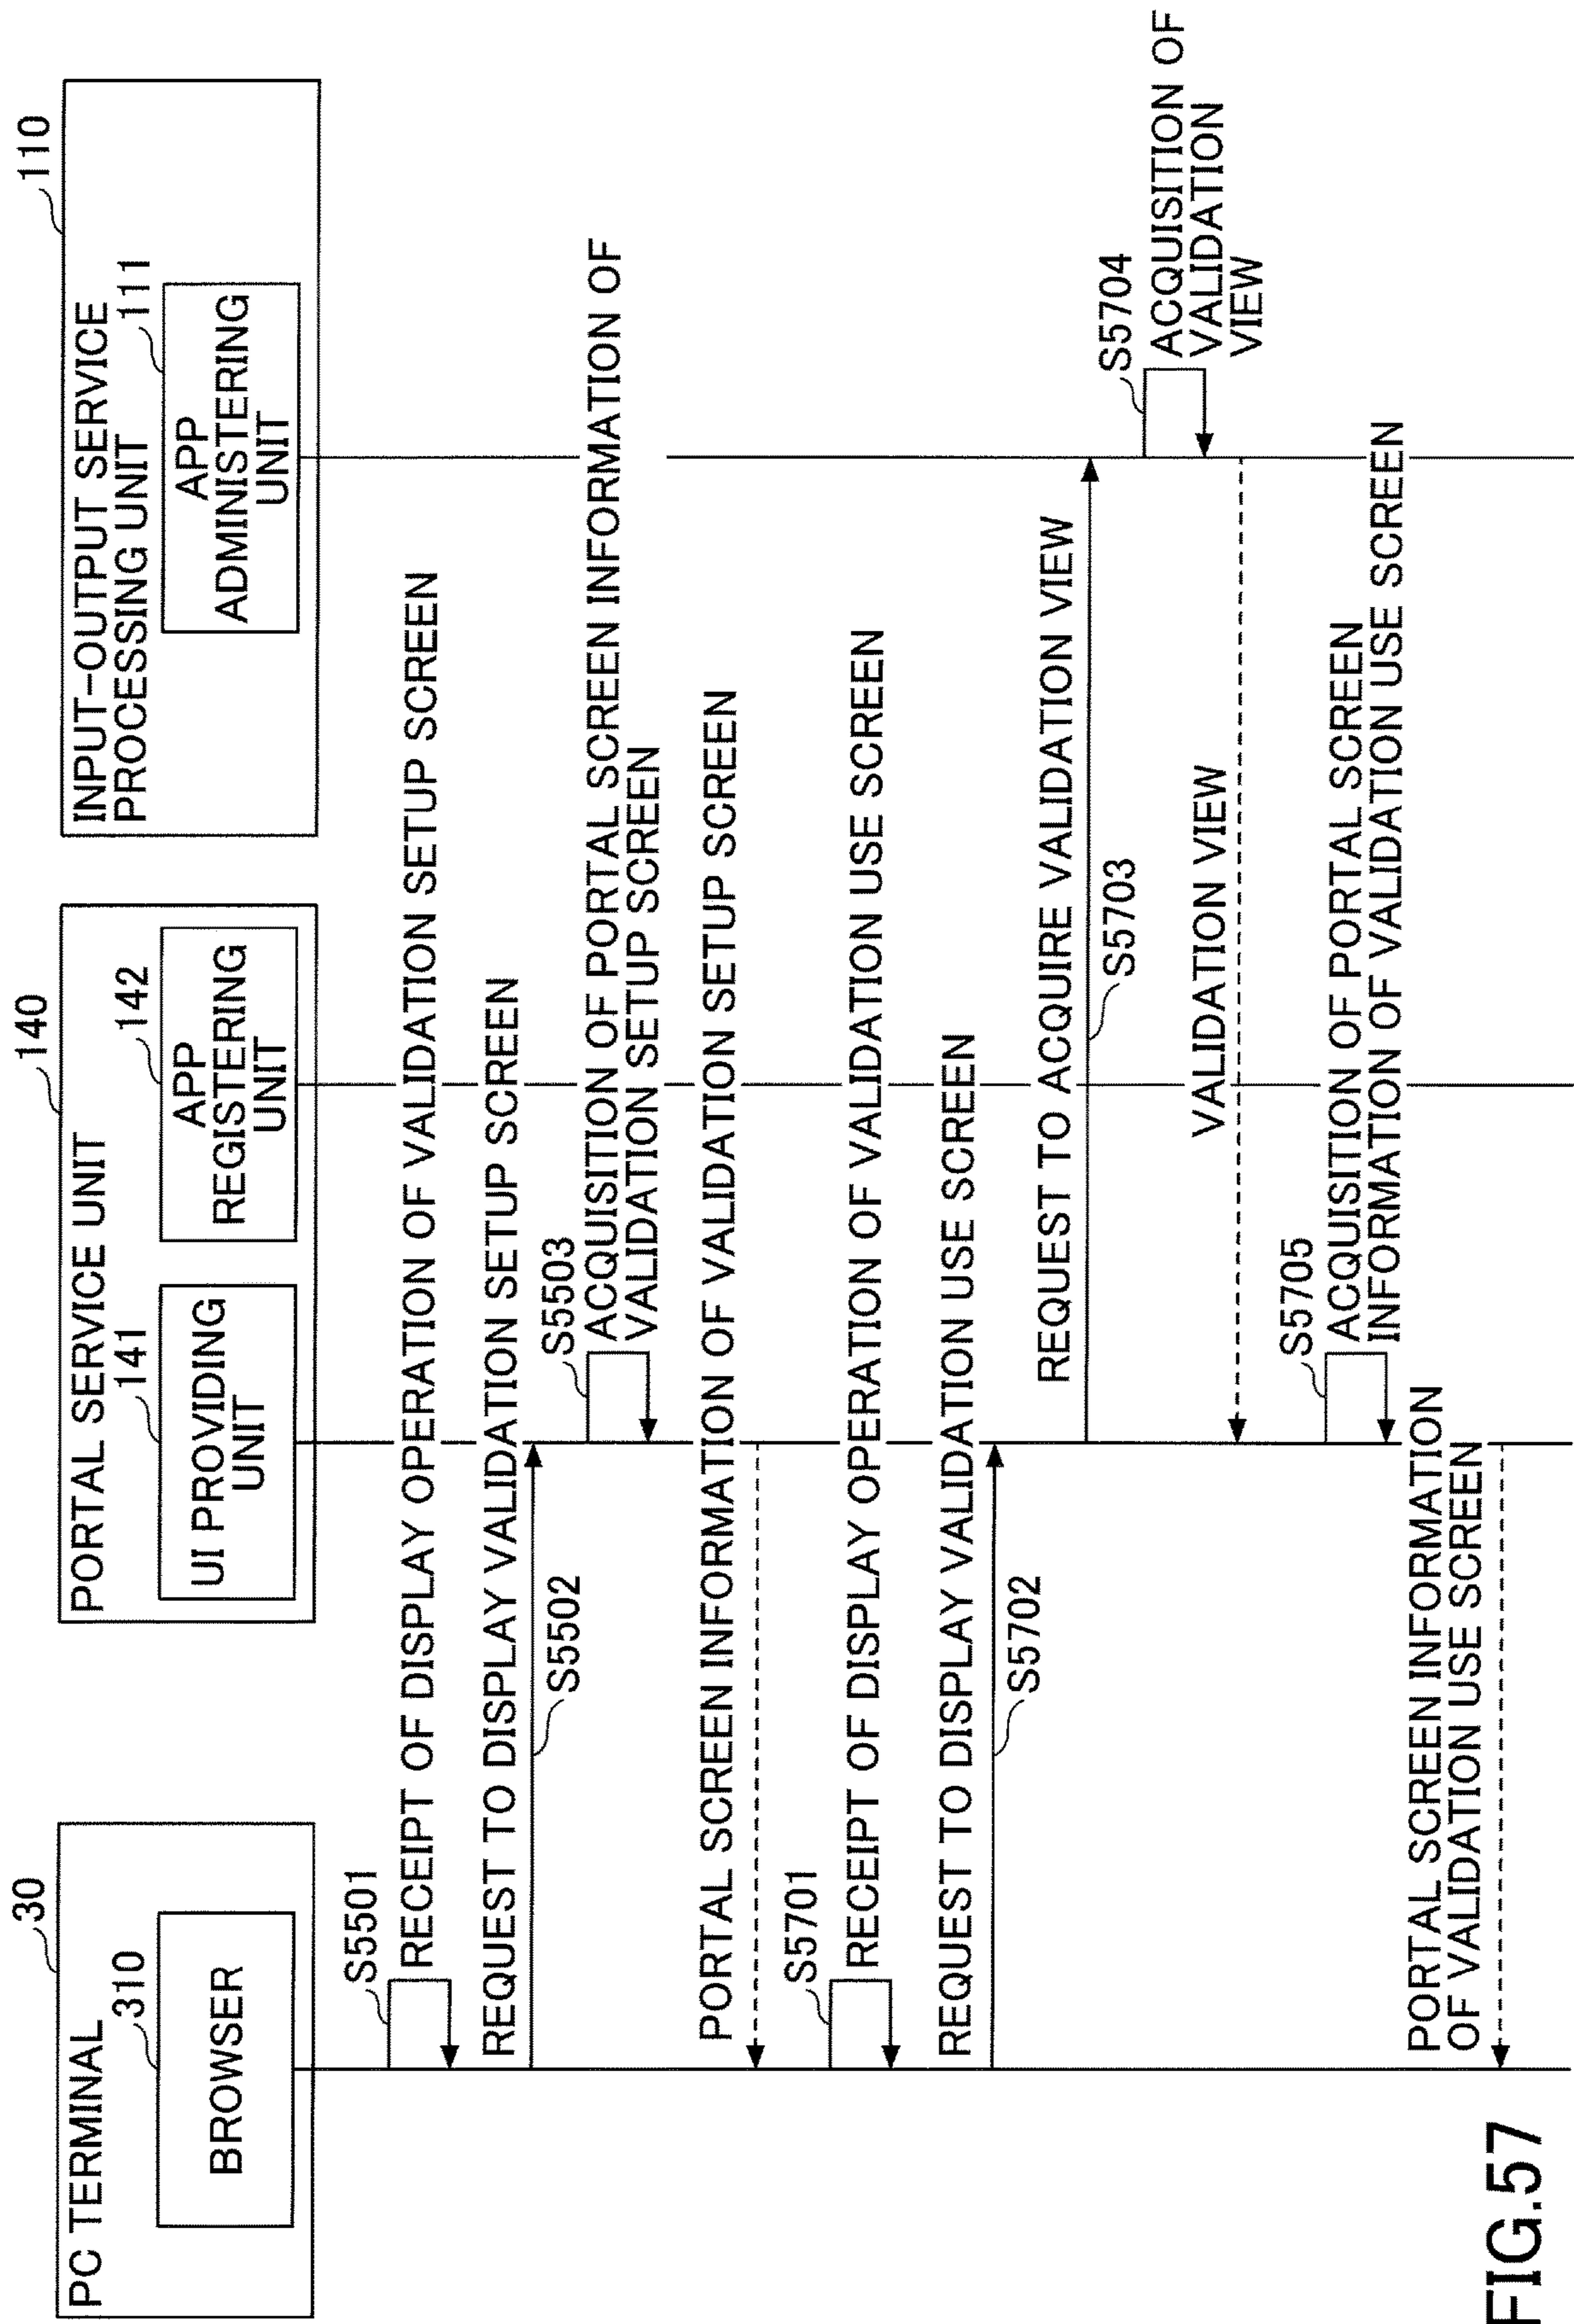 PC TERMINAL
30
310
BROWSER
PORTAL SERVICE UNIT
140
141
UI PROVIDING
UNIT
142
APP
REGISTERING
UNIT
INPUT-OUTPUT SERVICE
PROCESSING UNIT
110
111
APP
ADMINISTERING
UNIT
S5501
RECEIPT OF DISPLAY OPERATION OF VALIDATION SETUP SCREEN
REQUEST TO DISPLAY VALIDATION SETUP SCREEN
S5502
S5503
ACQUISITION OF PORTAL SCREEN INFORMATION OF
VALIDATION SETUP SCREEN
PORTAL SCREEN INFORMATION OF VALIDATION SETUP SCREEN
S5701
RECEIPT OF DISPLAY OPERATION OF VALIDATION USE SCREEN
REQUEST TO DISPLAY VALIDATION USE SCREEN
S5702
REQUEST TO ACQUIRE VALIDATION VIEW
S5703
S5704
ACQUISITION OF
VALIDATION
VIEW
VALIDATION VIEW
S5705
ACQUISITION OF PORTAL SCREEN
INFORMATION OF VALIDATION USE SCREEN
PORTAL SCREEN INFORMATION
OF VALIDATION USE SCREEN
FIG.57